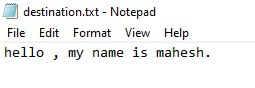 destination.txt - Notepad
File Edit Format View Help
hello , my name is mahesh.